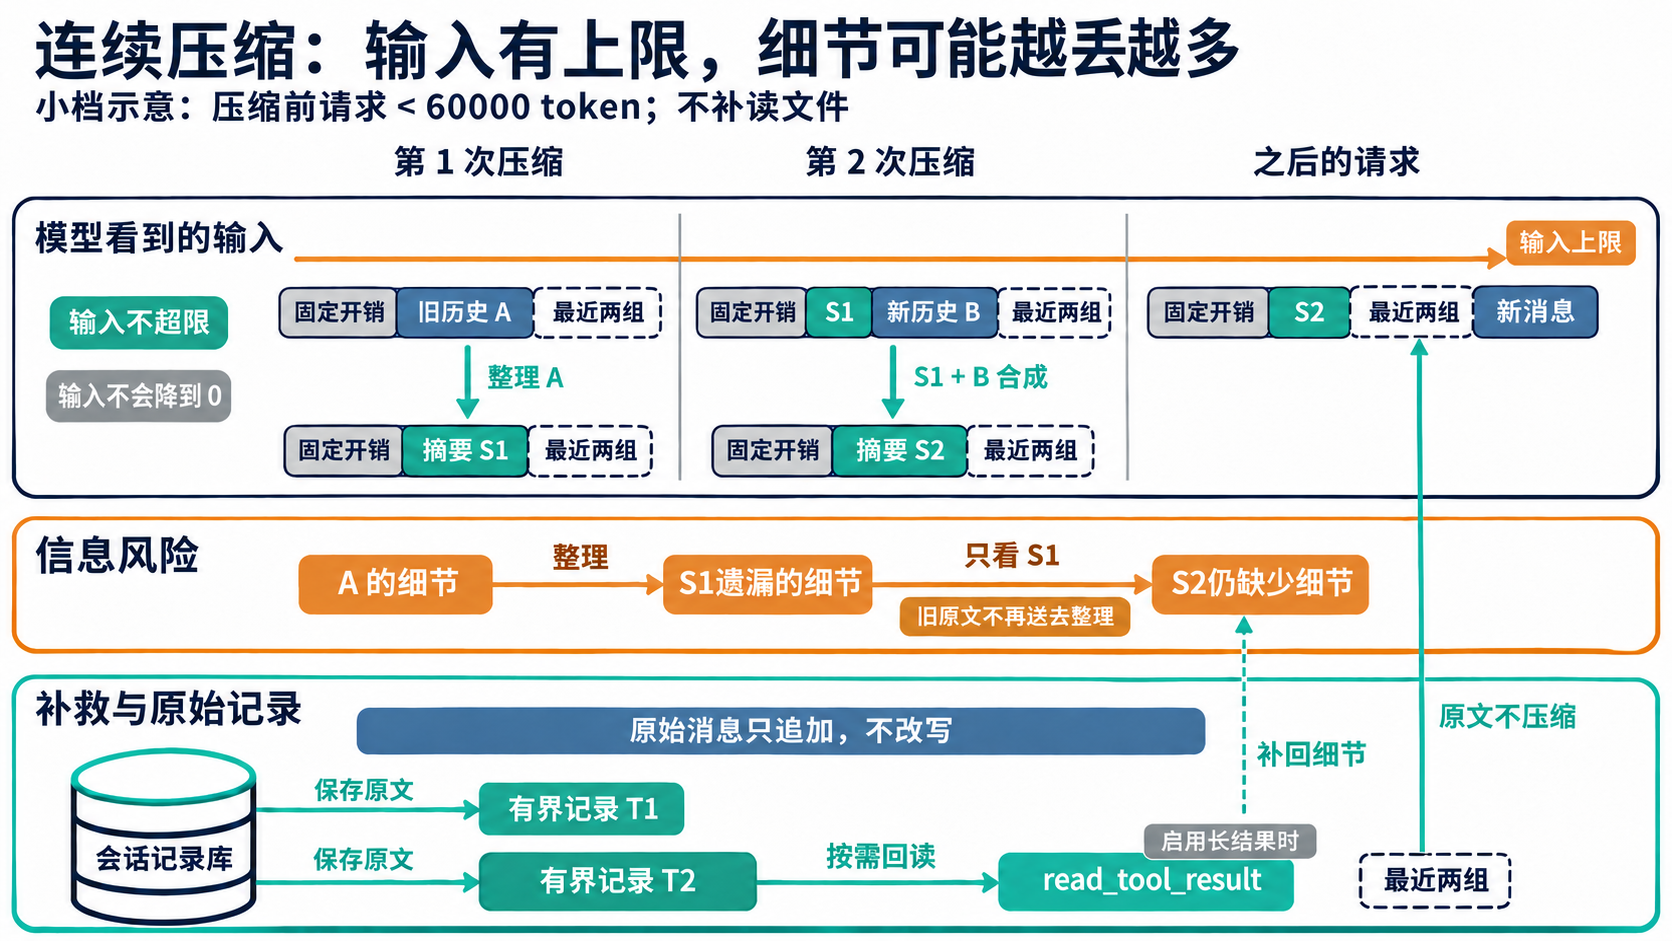 连续压缩：输入有上限，细节可能越丢越多
小档示意：压缩前请求 < 60000 token；不补读文件
第 1 次压缩
第 2 次压缩
之后的请求
模型看到的输入
输入上限
输入不超限
输入不会降到 0
固定开销
旧历史 A
最近两组
固定开销
S1
新历史 B
最近两组
固定开销
S2
最近两组
新消息
整理 A
S1 + B 合成
固定开销
摘要 S1
最近两组
固定开销
摘要 S2
最近两组
信息风险
A 的细节
整理
S1遗漏的细节
只看 S1
旧原文不再送去整理
S2仍缺少细节
补救与原始记录
原始消息只追加，不改写
原文不压缩
补回细节
会话记录库
保存原文
有界记录 T1
保存原文
有界记录 T2
按需回读
启用长结果时
read_tool_result
最近两组